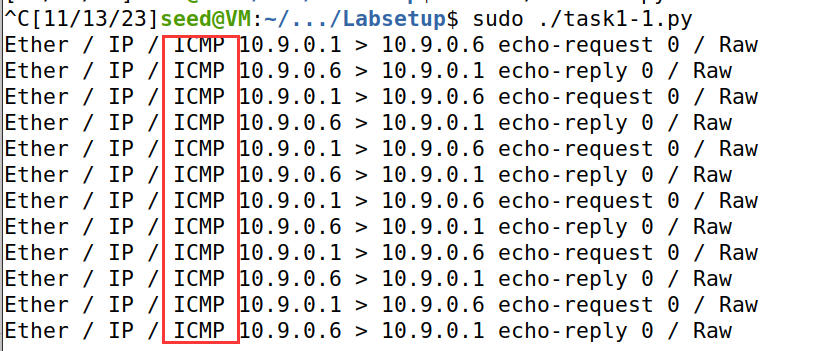 ^C[11/13/23]seed@VM:~/.../Labsetup$ sudo ./task1-1.py
Ether / IP / ICMP 10.9.0.1 > 10.9.0.6 echo-request 0 / Raw
Ether / IP / ICMP 10.9.0.6 > 10.9.0.1 echo-reply 0 / Raw
Ether / IP / ICMP 10.9.0.1 > 10.9.0.6 echo-request 0 / Raw
Ether / IP / ICMP 10.9.0.6 > 10.9.0.1 echo-reply 0 / Raw
Ether / IP / ICMP 10.9.0.1 > 10.9.0.6 echo-request 0 / Raw
Ether / IP / ICMP 10.9.0.6 > 10.9.0.1 echo-reply 0 / Raw
Ether / IP / ICMP 10.9.0.1 > 10.9.0.6 echo-request 0 / Raw
Ether / IP / ICMP 10.9.0.6 > 10.9.0.1 echo-reply 0 / Raw
Ether / IP / ICMP 10.9.0.1 > 10.9.0.6 echo-request 0 / Raw
Ether / IP / ICMP 10.9.0.6 > 10.9.0.1 echo-reply 0 / Raw
Ether / IP / ICMP 10.9.0.1 > 10.9.0.6 echo-request 0 / Raw
Ether / IP / ICMP 10.9.0.6 > 10.9.0.1 echo-reply 0 / Raw